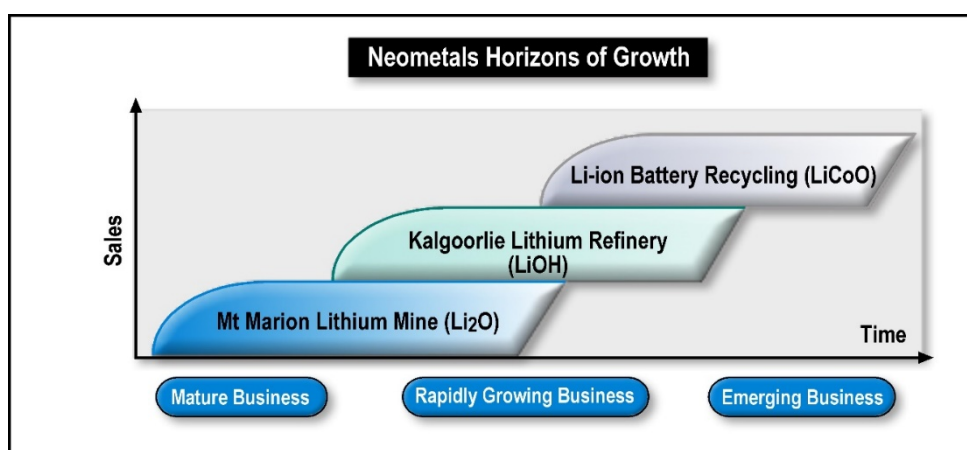 Neometals Horizons of Growth
Sales
Li-ion Battery Recycling (LiCoO)
Kalgoorlie Lithium Refinery
(LiOH)
Mt Marion Lithium Mine (Li₂O)
Time
Mature Business
Rapidly Growing Business
Emerging Business